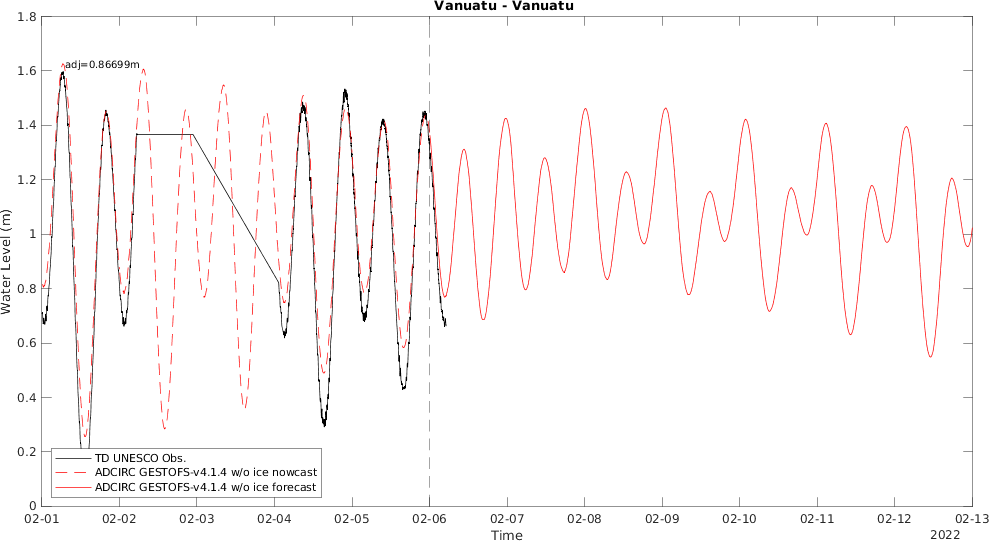 Vanuatu - Vanuatu
1.8
1.6
1.4
1.2
1
0.8
0.6
0.4
0.2
0
Water Level (m)
adj=0.86699m
TD UNESCO Obs.
ADCIRC GESTOFS-v4.1.4 w/o ice nowcast
ADCIRC GESTOFS-v4.1.4 w/o ice forecast
02-01 02-02 02-03 02-04 02-05 02-06 02-07 02-08 02-09 02-10 02-11 02-12 02-13
Time
2022